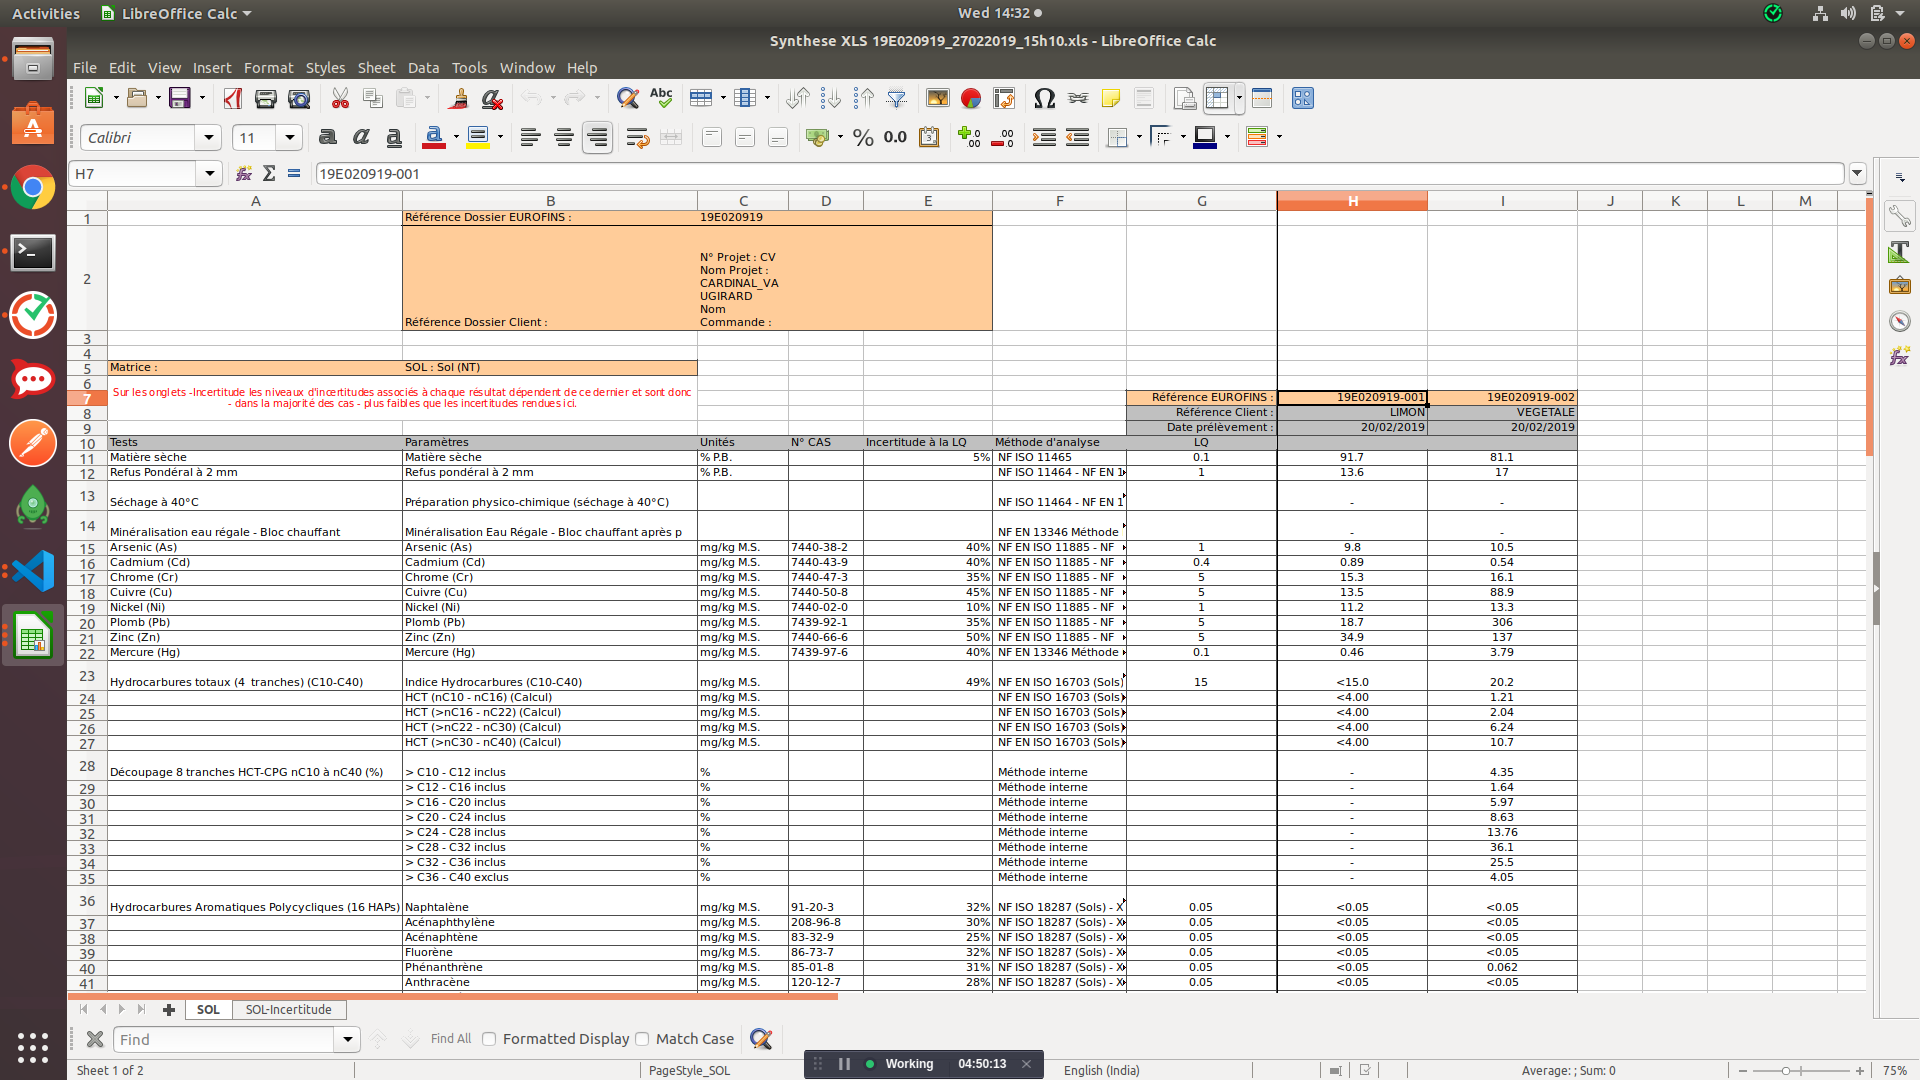 Activities LibreOffice Calc Wed 14:32
Synthese XLS 19E020919_27022019_15h10.xls - LibreOffice Calc
File Edit View Insert Format Styles Sheet Data Tools Window Help
Calibri 11
H7 19E020919-001
A B C D E F G H I J K L M
1 Référence Dossier EUROFINS : 19E020919
N° Projet : CV
Nom Projet :
2 CARDINAL_VA
UGIRARD
Nom
Référence Dossier Client : Commande :
3
4
5 Matrice : SOL : Sol (NT)
6
Sur les onglets -Incertitude les niveaux d'incertitudes associés à chaque résultat dépendent de ce dernier et sont donc
- dans la majorité des cas - plus faibles que les incertitudes rendues ici.
7 Référence EUROFINS : 19E020919-001 19E020919-002
8 Référence Client : LIMON VEGETALE
9 Date prélèvement : 20/02/2019 20/02/2019
10 Tests Paramètres Unités N° CAS Incertitude à la LQ Méthode d'analyse LQ
11 Matière sèche Matière sèche % P.B. 5% NF ISO 11465 0.1 91.7 81.1
12 Refus Pondéral à 2 mm Refus pondéral à 2 mm % P.B. NF ISO 11464 - NF EN 1 1 13.6 17
13 Séchage à 40°C Préparation physico-chimique (séchage à 40°C) NF ISO 11464 - NF EN 1 - -
14 Minéralisation eau régale - Bloc chauffant Minéralisation Eau Régale - Bloc chauffant après p NF EN 13346 Méthode - -
15 Arsenic (As) Arsenic (As) mg/kg M.S. 7440-38-2 40% NF EN ISO 11885 - NF 1 9.8 10.5
16 Cadmium (Cd) Cadmium (Cd) mg/kg M.S. 7440-43-9 40% NF EN ISO 11885 - NF 0.4 0.89 0.54
17 Chrome (Cr) Chrome (Cr) mg/kg M.S. 7440-47-3 35% NF EN ISO 11885 - NF 5 15.3 16.1
18 Cuivre (Cu) Cuivre (Cu) mg/kg M.S. 7440-50-8 45% NF EN ISO 11885 - NF 5 13.5 88.9
19 Nickel (Ni) Nickel (Ni) mg/kg M.S. 7440-02-0 10% NF EN ISO 11885 - NF 1 11.2 13.3
20 Plomb (Pb) Plomb (Pb) mg/kg M.S. 7439-92-1 35% NF EN ISO 11885 - NF 5 18.7 306
21 Zinc (Zn) Zinc (Zn) mg/kg M.S. 7440-66-6 50% NF EN ISO 11885 - NF 5 34.9 137
22 Mercure (Hg) Mercure (Hg) mg/kg M.S. 7439-97-6 40% NF EN 13346 Méthode 0.1 0.46 3.79
23 Hydrocarbures totaux (4 tranches) (C10-C40) Indice Hydrocarbures (C10-C40) mg/kg M.S. 49% NF EN ISO 16703 (Sols) 15 <15.0 20.2
24 HCT (nC10 - nC16) (Calcul) mg/kg M.S. NF EN ISO 16703 (Sols) <4.00 1.21
25 HCT (>nC16 - nC22) (Calcul) mg/kg M.S. NF EN ISO 16703 (Sols) <4.00 2.04
26 HCT (>nC22 - nC30) (Calcul) mg/kg M.S. NF EN ISO 16703 (Sols) <4.00 6.24
27 HCT (>nC30 - nC40) (Calcul) mg/kg M.S. NF EN ISO 16703 (Sols) <4.00 10.7
28 Découpage 8 tranches HCT-CPG nC10 à nC40 (%) > C10 - C12 inclus % Méthode interne - 4.35
29 > C12 - C16 inclus % Méthode interne - 1.64
30 > C16 - C20 inclus % Méthode interne - 5.97
31 > C20 - C24 inclus % Méthode interne - 8.63
32 > C24 - C28 inclus % Méthode interne - 13.76
33 > C28 - C32 inclus % Méthode interne - 36.1
34 > C32 - C36 inclus % Méthode interne - 25.5
35 > C36 - C40 exclus % Méthode interne - 4.05
36 Hydrocarbures Aromatiques Polycycliques (16 HAPs) Naphtalène mg/kg M.S. 91-20-3 32% NF ISO 18287 (Sols) - X 0.05 <0.05 <0.05
37 Acénaphthylène mg/kg M.S. 208-96-8 30% NF ISO 18287 (Sols) - X 0.05 <0.05 <0.05
38 Acénaphtène mg/kg M.S. 83-32-9 25% NF ISO 18287 (Sols) - X 0.05 <0.05 <0.05
39 Fluorène mg/kg M.S. 86-73-7 32% NF ISO 18287 (Sols) - X 0.05 <0.05 <0.05
40 Phénanthrène mg/kg M.S. 85-01-8 31% NF ISO 18287 (Sols) - X 0.05 <0.05 0.062
41 Anthracène mg/kg M.S. 120-12-7 28% NF ISO 18287 (Sols) - X 0.05 <0.05 <0.05
SOL SOL-Incertitude
Find Find All Formatted Display Match Case
Working 04:50:13
Sheet 1 of 2 PageStyle_SOL English (India) Average: ; Sum: 0 75%